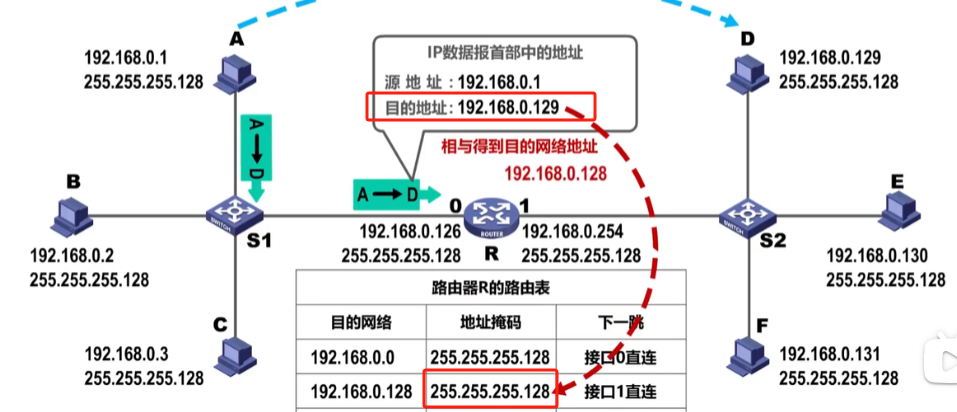 A
192.168.0.1
255.255.255.128
IP数据报首部中的地址
源 地 址 : 192.168.0.1
目的地址: 192.168.0.129
D
192.168.0.129
255.255.255.128
相与得到目的网络地址
192.168.0.128
A→D
A→D
B
192.168.0.2
255.255.255.128
SWITCH
S1
0
1
ROUTER
R
192.168.0.126
255.255.255.128
192.168.0.254
255.255.255.128
SWITCH
S2
E
192.168.0.130
255.255.255.128
C
192.168.0.3
255.255.255.128
F
192.168.0.131
255.255.255.128
路由器R的路由表
目的网络 地址掩码 下一跳
192.168.0.0 255.255.255.128 接口0直连
192.168.0.128 255.255.255.128 接口1直连